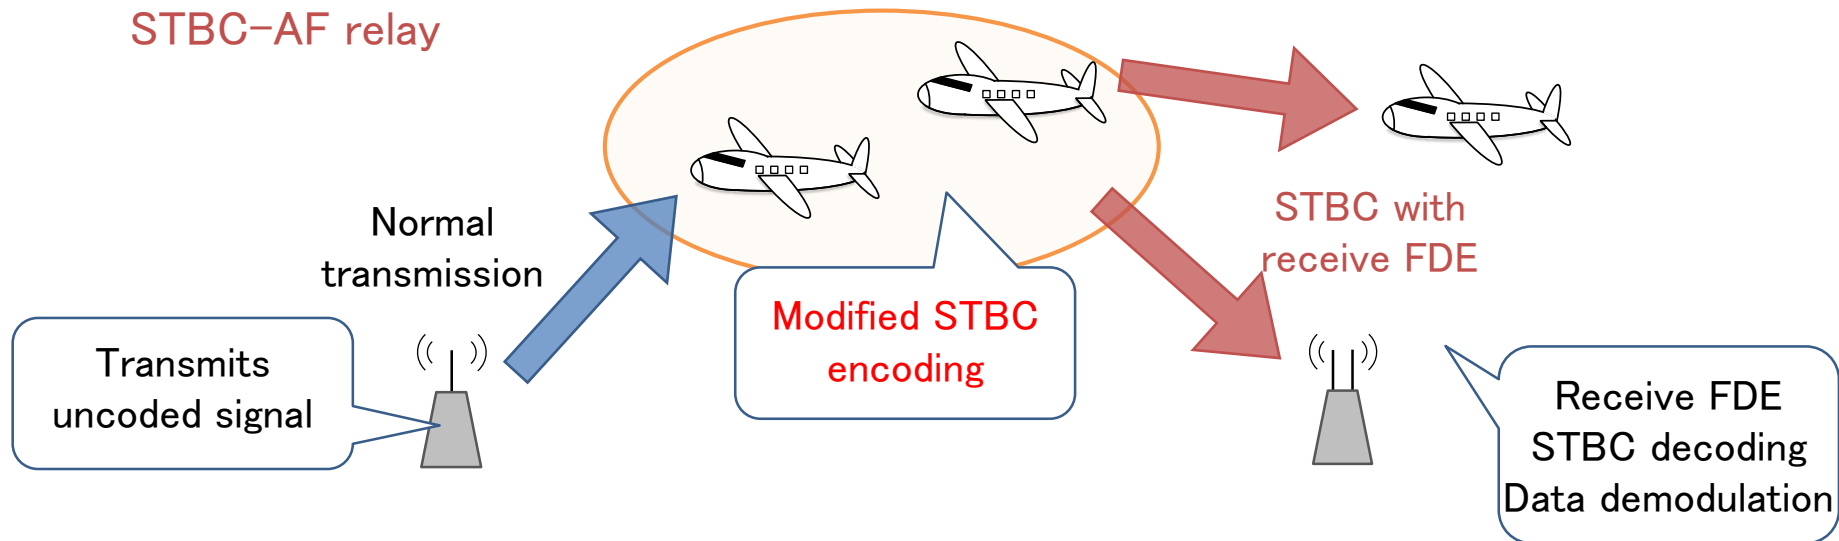 STBC-AF relay
Normal
transmission
Transmits
uncoded signal
Modified STBC
encoding
STBC with
receive FDE
Receive FDE
STBC decoding
Data demodulation